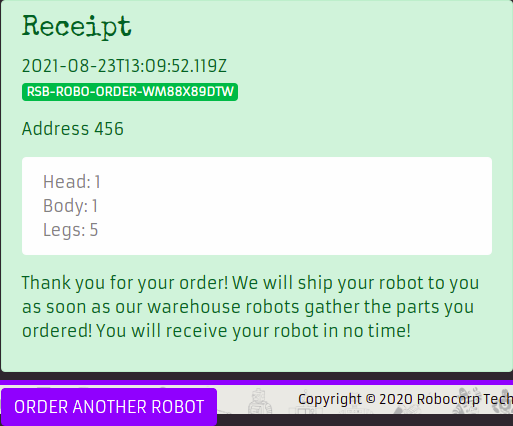 Receipt
2021-08-23T13:09:52.119Z
RSB-ROBO-ORDER-WM88X89DTW
Address 456
Head: 1
Body: 1
Legs: 5
Thank you for your order! We will ship your robot to you
as soon as our warehouse robots gather the parts you
ordered! You will receive your robot in no time!
Copyright © 2020 Robocorp Tech
ORDER ANOTHER ROBOT